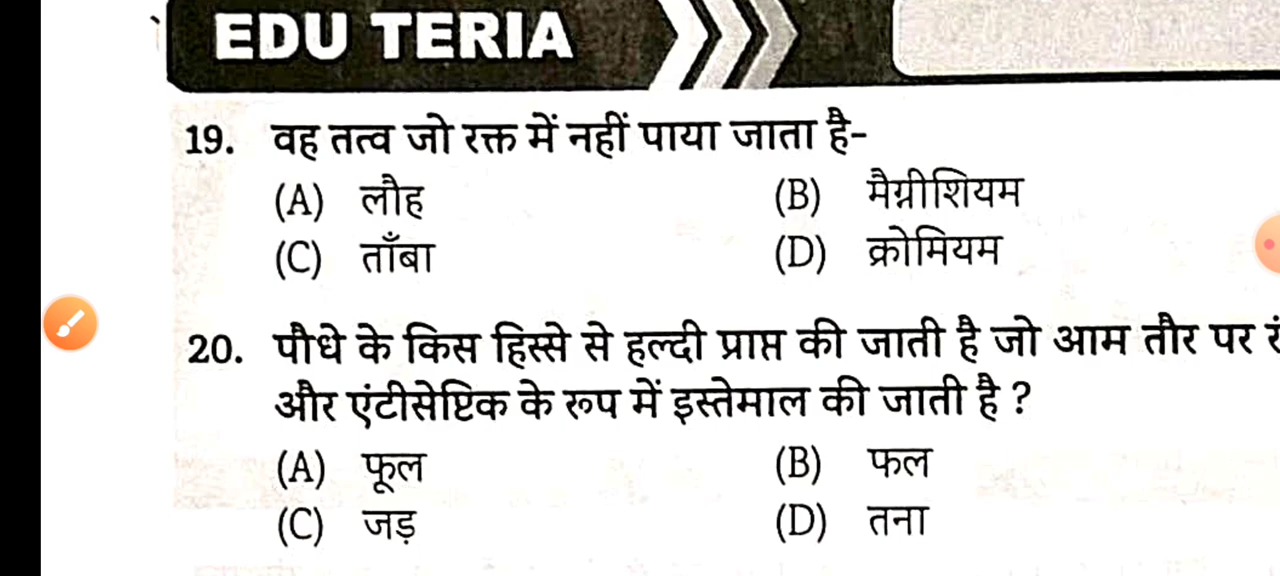 EDU TERIA
19. वह तत्व जो रक्त में नहीं पाया जाता है-
(A) लौह (B) मैग्नीशियम
(C) ताँबा (D) क्रोमियम
20. पौधे के किस हिस्से से हल्दी प्राप्त की जाती है जो आम तौर पर
और एंटीसेप्टिक के रूप में इस्तेमाल की जाती है ?
(A) फूल (B) फल
(C) जड़ (D) तना